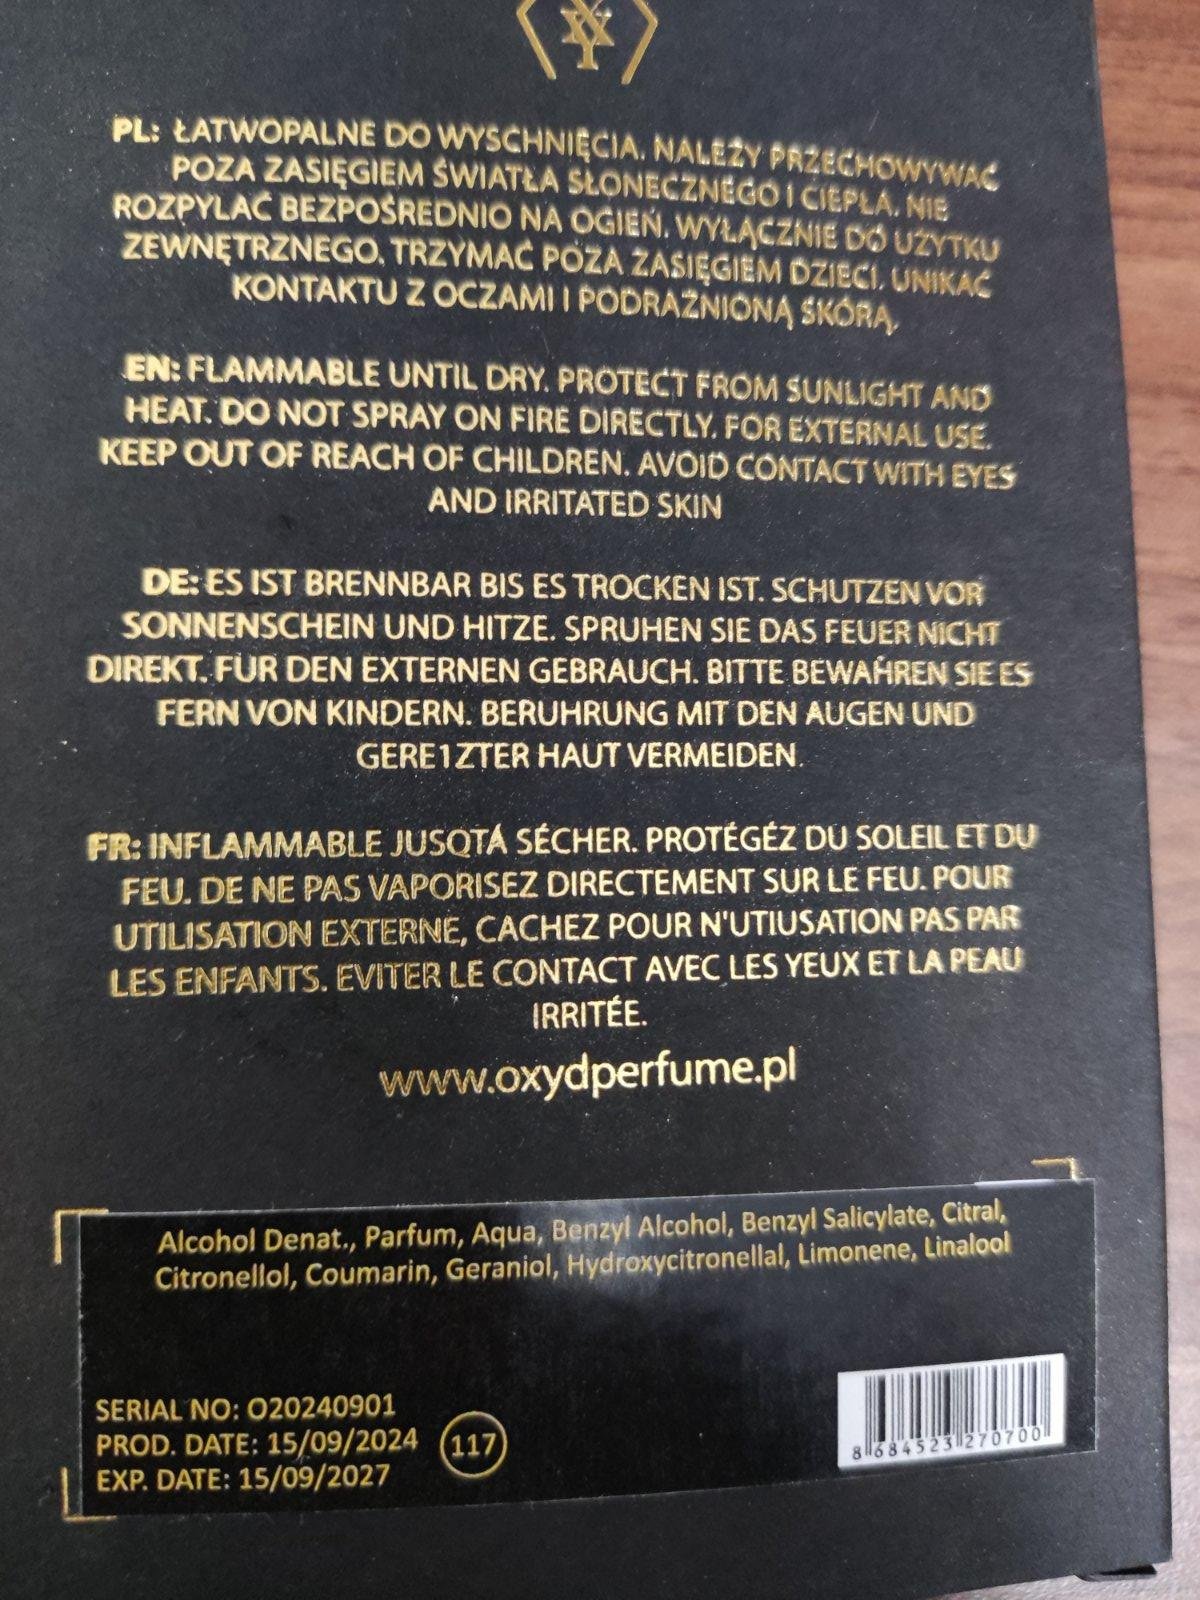 PL: ŁATWOPALNE DO WYSCHNIĘCIA. NALEŻY PRZECHOWYWAĆ
POZA ZASIĘGIEM ŚWIATŁA SŁONECZNEGO I CIEPŁA. NIE
ROZPYLAĆ BEZPOŚREDNIO NA OGIEŃ. WYŁĄCZNIE DO UŻYTKU
ZEWNĘTRZNEGO. TRZYMAĆ POZA ZASIĘGIEM DZIECI. UNIKAĆ
KONTAKTU Z OCZAMI I PODRAŻNIONĄ SKÓRĄ.
EN: FLAMMABLE UNTIL DRY. PROTECT FROM SUNLIGHT AND
HEAT. DO NOT SPRAY ON FIRE DIRECTLY. FOR EXTERNAL USE.
KEEP OUT OF REACH OF CHILDREN. AVOID CONTACT WITH EYES
AND IRRITATED SKIN
DE: ES IST BRENNBAR BIS ES TROCKEN IST. SCHUTZEN VOR
SONNENSCHEIN UND HITZE. SPRUHEN SIE DAS FEUER NICHT
DIREKT. FUR DEN EXTERNEN GEBRAUCH. BITTE BEWAHREN SIE ES
FERN VON KINDERN. BERUHRUNG MIT DEN AUGEN UND
GERE1ZTER HAUT VERMEIDEN.
FR: INFLAMMABLE JUSQTÁ SÉCHER. PROTÉGÉZ DU SOLEIL ET DU
FEU. DE NE PAS VAPORISEZ DIRECTEMENT SUR LE FEU. POUR
UTILISATION EXTERNE, CACHEZ POUR N'UTIUSATION PAS PAR
LES ENFANTS. EVITER LE CONTACT AVEC LES YEUX ET LA PEAU
IRRITÉE.
www.oxydperfume.pl
Alcohol Denat., Parfum, Aqua, Benzyl Alcohol, Benzyl Salicylate, Citral,
Citronellol, Coumarin, Geraniol, Hydroxycitronellal, Limonene, Linalool
SERIAL NO: O20240901
PROD. DATE: 15/09/2024
EXP. DATE: 15/09/2027
117
8 684523 270700